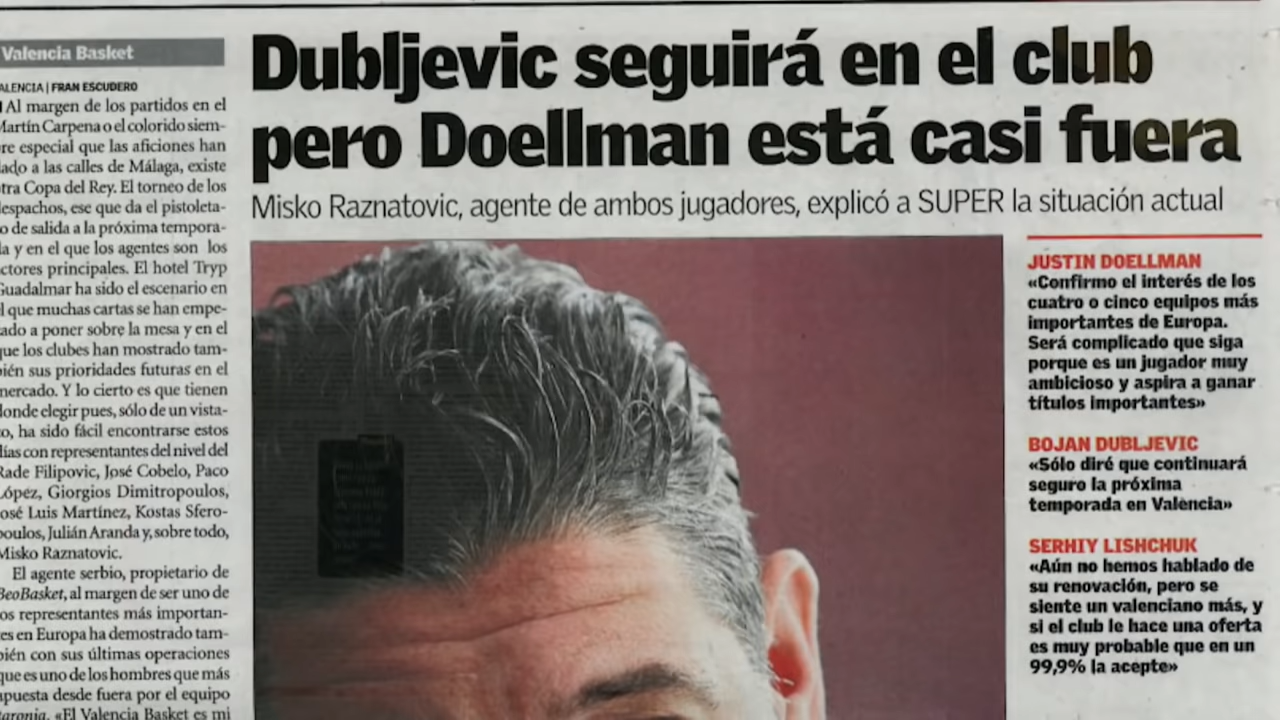 Valencia Basket
ALENCIA | FRAN ESCUDERO
Al margen de los partidos en el
Martín Carpena o el colorido siem-
re especial que las aficiones han
dado a las calles de Málaga, existe
otra Copa del Rey. El torneo de los
despachos, ese que da el pistoleta-
o de salida a la próxima tempora-
da y en el que los agentes son los
actores principales. El hotel Tryp
Guadalmar ha sido el escenario en
el que muchas cartas se han empe-
zado a poner sobre la mesa y en el
que los clubes han mostrado tam-
bién sus prioridades futuras en el
mercado. Y lo cierto es que tienen
donde elegir pues, sólo de un vista-
zo, ha sido fácil encontrarse estos
días con representantes del nivel del
Rade Filipovic, José Cobelo, Paco
López, Giorgios Dimitropoulos,
José Luis Martínez, Kostas Sfero-
poulos, Julián Aranda y, sobre todo,
Misko Raznatovic.
El agente serbio, propietario de
BeoBasket, al margen de ser uno de
los representantes más importan-
tes en Europa ha demostrado tam-
bién con sus últimas operaciones
que es uno de los hombres que más
apuesta desde fuera por el equipo
taronja. «El Valencia Basket es mi
Dubljevic seguirá en el club
pero Doellman está casi fuera
Misko Raznatovic, agente de ambos jugadores, explicó a SUPER la situación actual
JUSTIN DOELLMAN
«Confirmo el interés de los
cuatro o cinco equipos más
importantes de Europa.
Será complicado que siga
porque es un jugador muy
ambicioso y aspira a ganar
títulos importantes»
BOJAN DUBLJEVIC
«Sólo diré que continuará
seguro la próxima
temporada en Valencia»
SERHIY LISHCHUK
«Aún no hemos hablado de
su renovación, pero se
siente un valenciano más, y
si el club le hace una oferta
es muy probable que en un
99,9% la acepte»